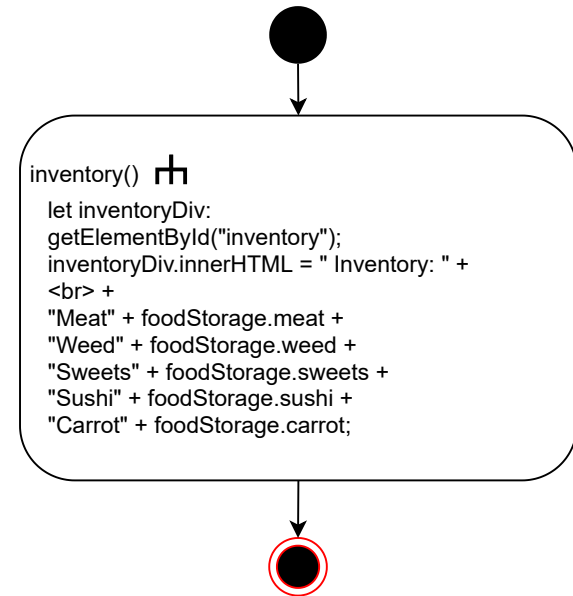 inventory()
let inventoryDiv:
getElementById("inventory");
inventoryDiv.innerHTML = " Inventory: " +
<br> +
"Meat" + foodStorage.meat +
"Weed" + foodStorage.weed +
"Sweets" + foodStorage.sweets +
"Sushi" + foodStorage.sushi +
"Carrot" + foodStorage.carrot;